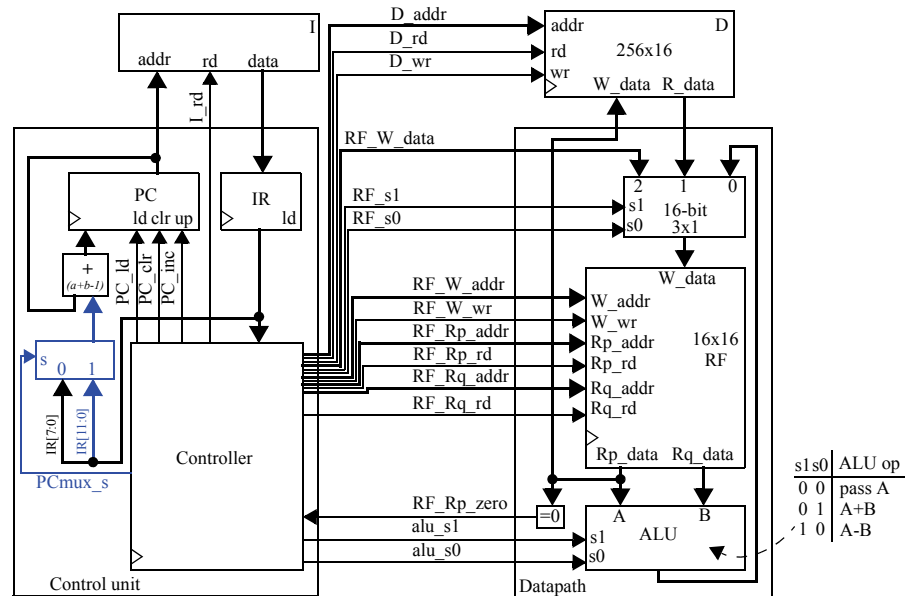 I
addr rd data
I_rd
D_addr
D_rd
D_wr
D
addr
rd
wr
256x16
W_data R_data
RF_W_data
RF_s1
RF_s0
2 1 0
s1
s0
16-bit
3x1
PC
ld clr up
IR
ld
+
(a+b-1)
PC_ld
PC_clr
PC_inc
s
0 1
IR[7:0]
IR[11:0]
PCmux_s
Controller
Control unit
RF_W_addr
RF_W_wr
RF_Rp_addr
RF_Rp_rd
RF_Rq_addr
RF_Rq_rd
W_data
W_addr
W_wr
Rp_addr
Rp_rd
Rq_addr
Rq_rd
16x16
RF
Rp_data Rq_data
RF_Rp_zero
=0
alu_s1
alu_s0
A B
ALU
s1
s0
Datapath
s1 s0 ALU op
0 0 pass A
0 1 A+B
1 0 A-B